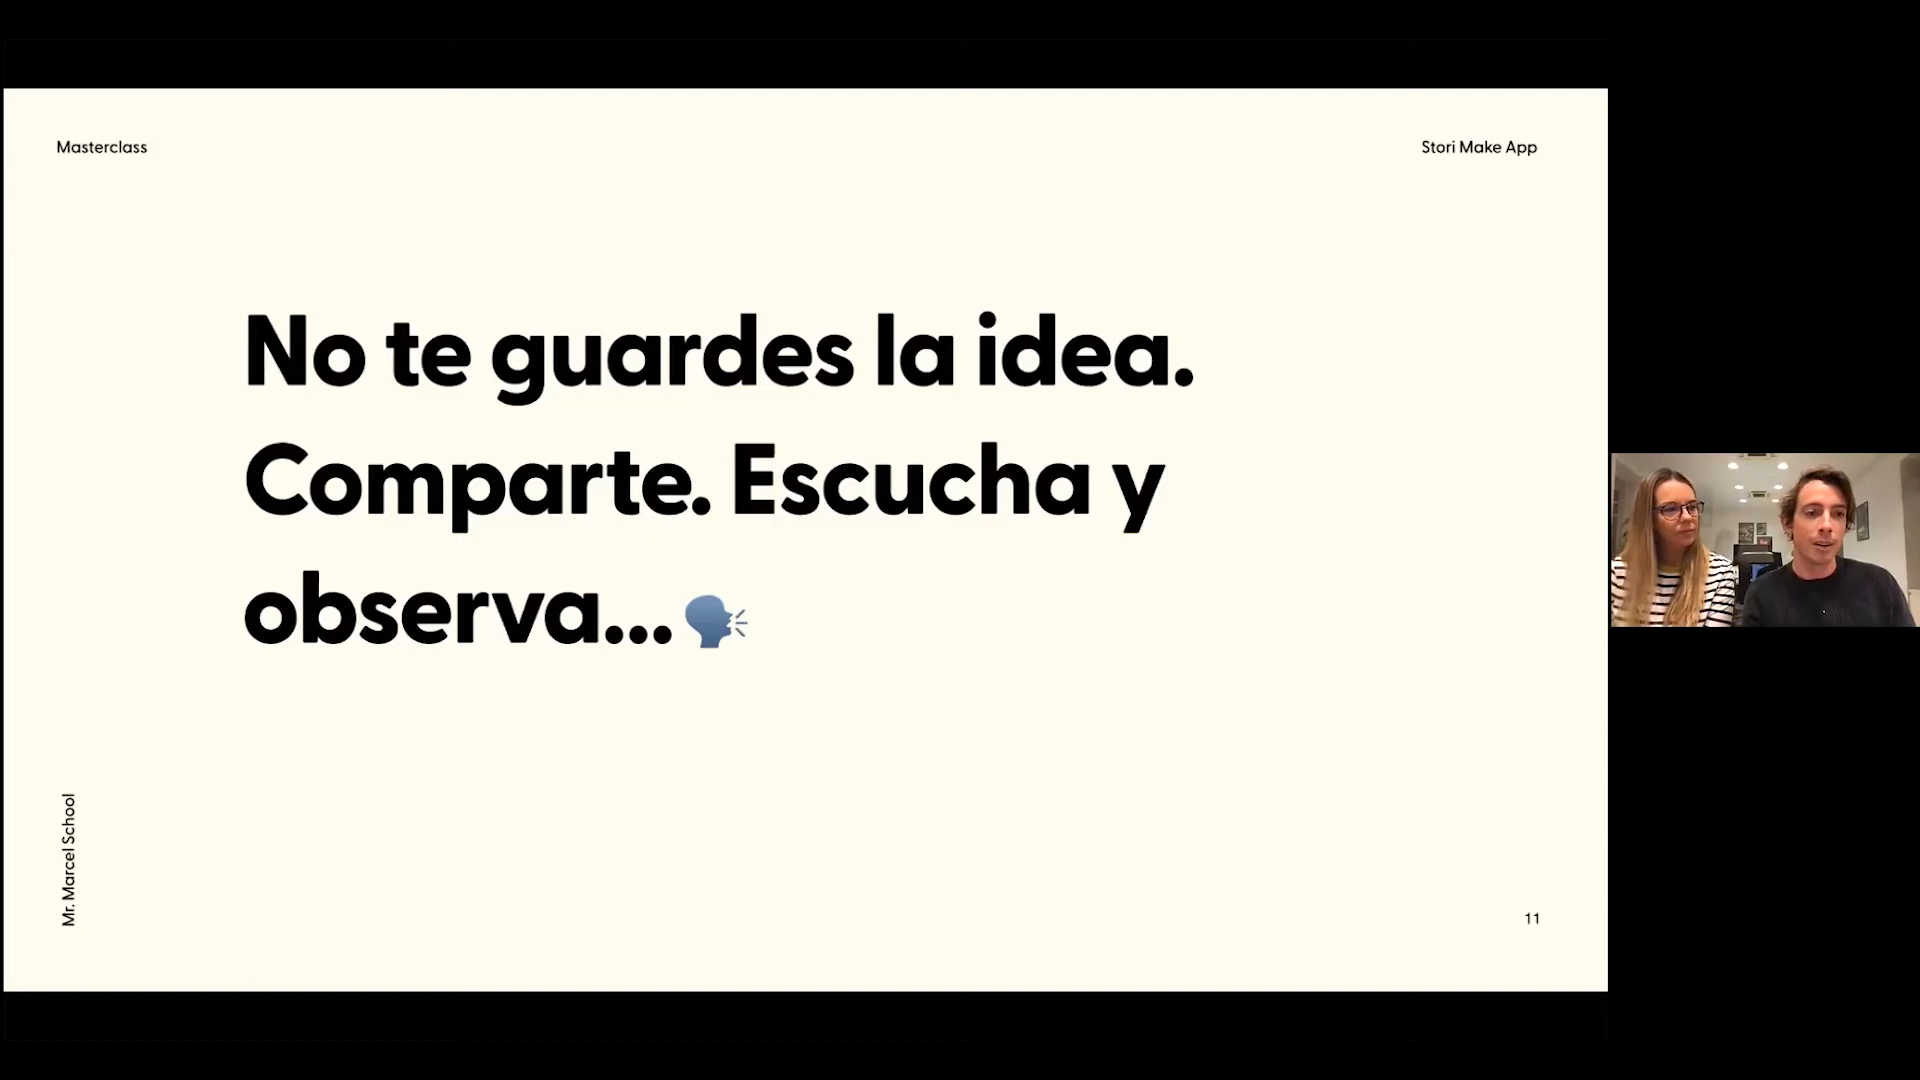 Masterclass
Stori Make App
No te guardes la idea.
Comparte. Escucha y
observa...🗣
Mr. Marcel School
11